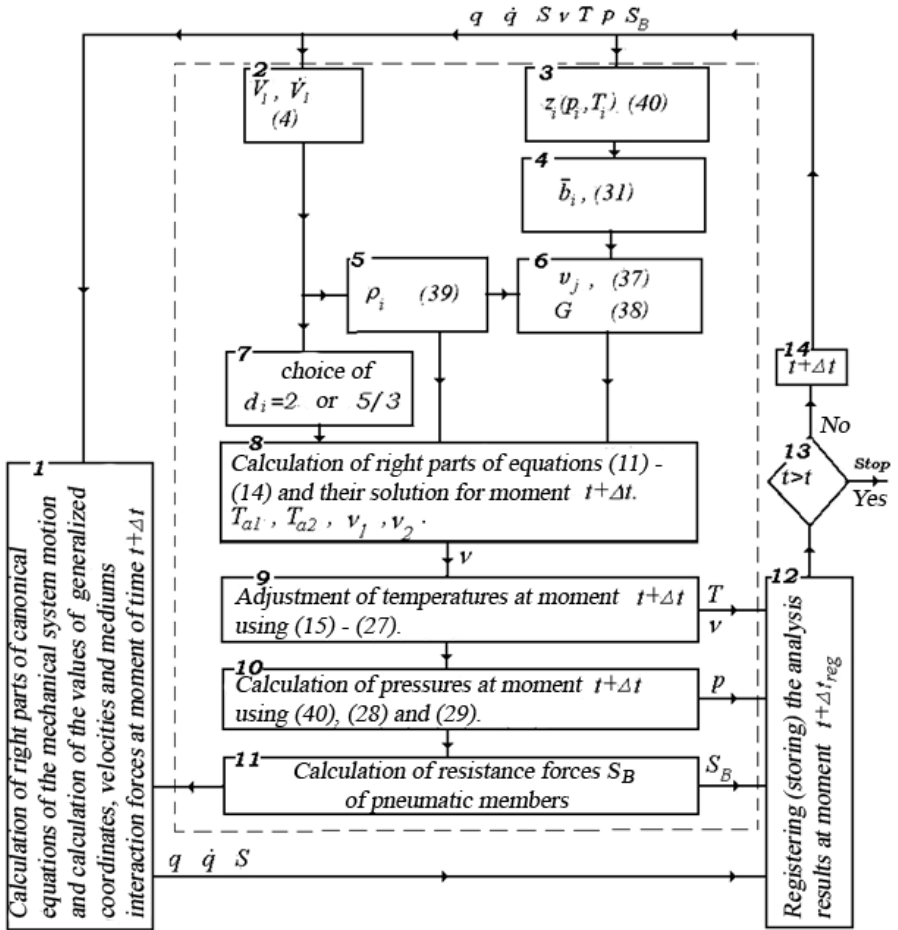 q q̇ S v T p S_B
2
V_i , V̇_i
(4)
3
z_i(p_i,T_i) (40)
4
b̄_i , (31)
5
ρ_i (39)
6
υ_j , (37)
G (38)
7
choice of
d_i=2 or 5/3
8
Calculation of right parts of equations (11) -
(14) and their solution for moment t+Δt.
T_a1 , T_a2 , ν_1 , ν_2 .
ν
9
Adjustment of temperatures at moment t+Δt
using (15) - (27).
T
ν
10
Calculation of pressures at moment t+Δt
using (40), (28) and (29).
p
11
Calculation of resistance forces S_B
of pneumatic members
S_B
1
Calculation of right parts of canonical
equations of the mechanical system motion
and calculation of the values of generalized
coordinates, velocities and mediums
interaction forces at moment of time t+Δt
q q̇ S
12
Registering (storing) the analysis
results at moment t+Δt_reg
13
t>t
No
Stop
Yes
14
t+Δt